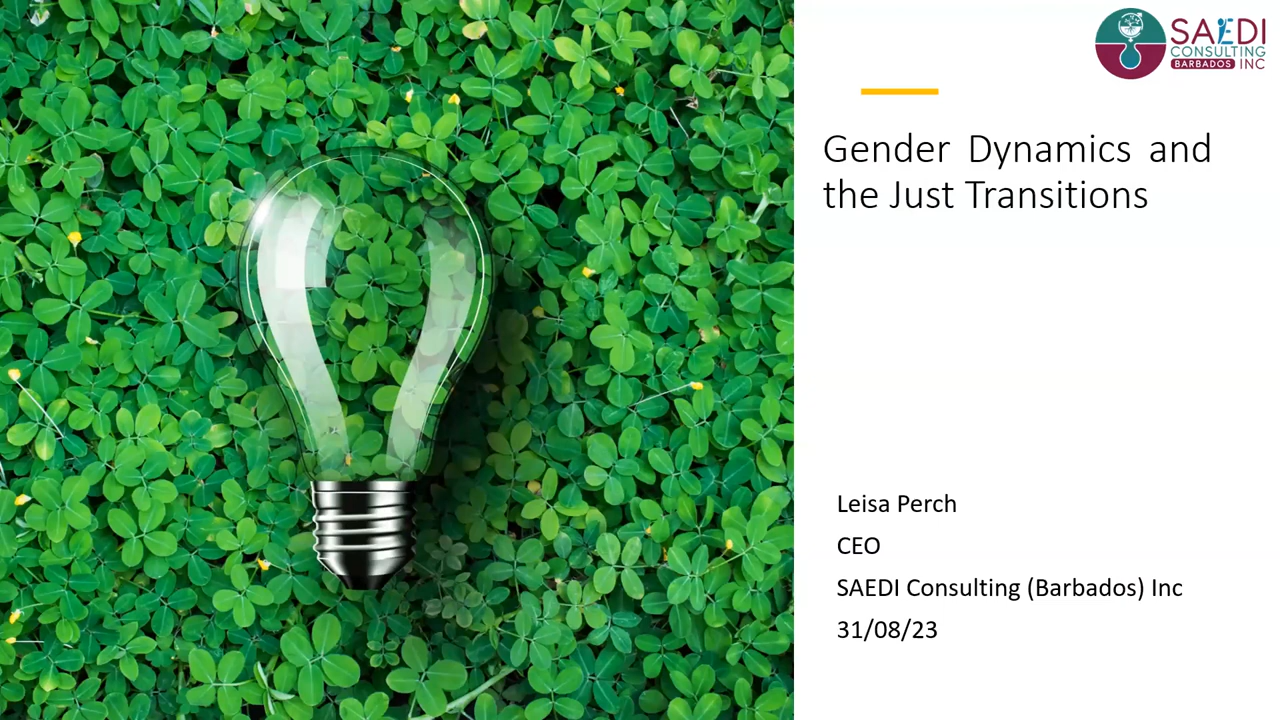 SAEDI
CONSULTING
BARBADOS INC
Gender Dynamics and
the Just Transitions
Leisa Perch
CEO
SAEDI Consulting (Barbados) Inc
31/08/23